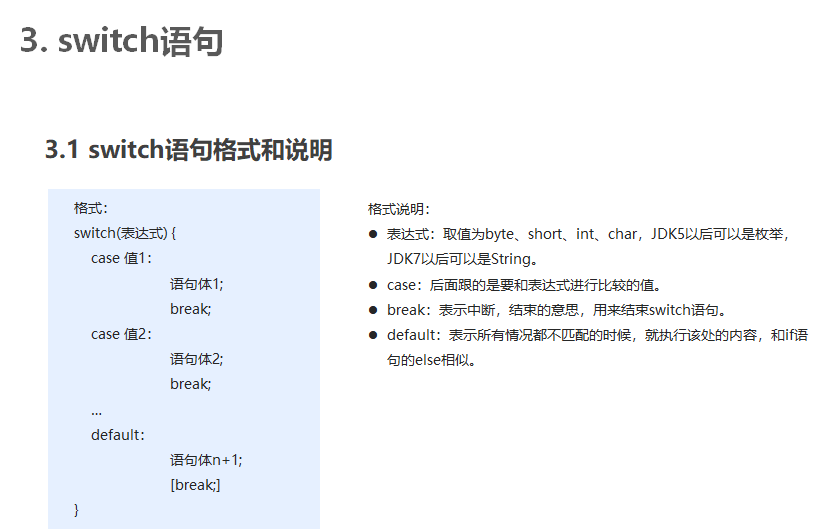 3. switch语句
3.1 switch语句格式和说明
格式：
switch(表达式) {
case 值1：
语句体1;
break;
case 值2：
语句体2;
break;
…
default：
语句体n+1;
[break;]
}
格式说明：
● 表达式：取值为byte、short、int、char，JDK5以后可以是枚举，
JDK7以后可以是String。
● case：后面跟的是要和表达式进行比较的值。
● break：表示中断，结束的意思，用来结束switch语句。
● default：表示所有情况都不匹配的时候，就执行该处的内容，和if语
句的else相似。